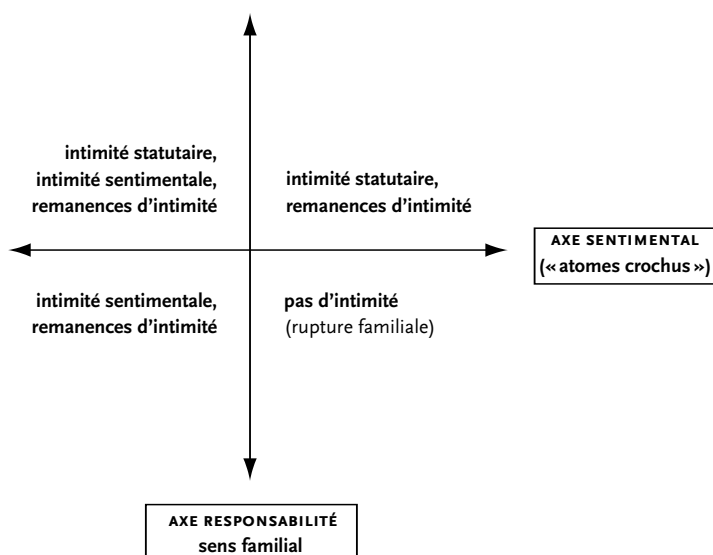 intimité statutaire,
intimité sentimentale,
remanences d'intimité
intimité statutaire,
remanences d'intimité
AXE SENTIMENTAL
(« atomes crochus »)
intimité sentimentale,
remanences d'intimité
pas d'intimité
(rupture familiale)
AXE RESPONSABILITÉ
sens familial